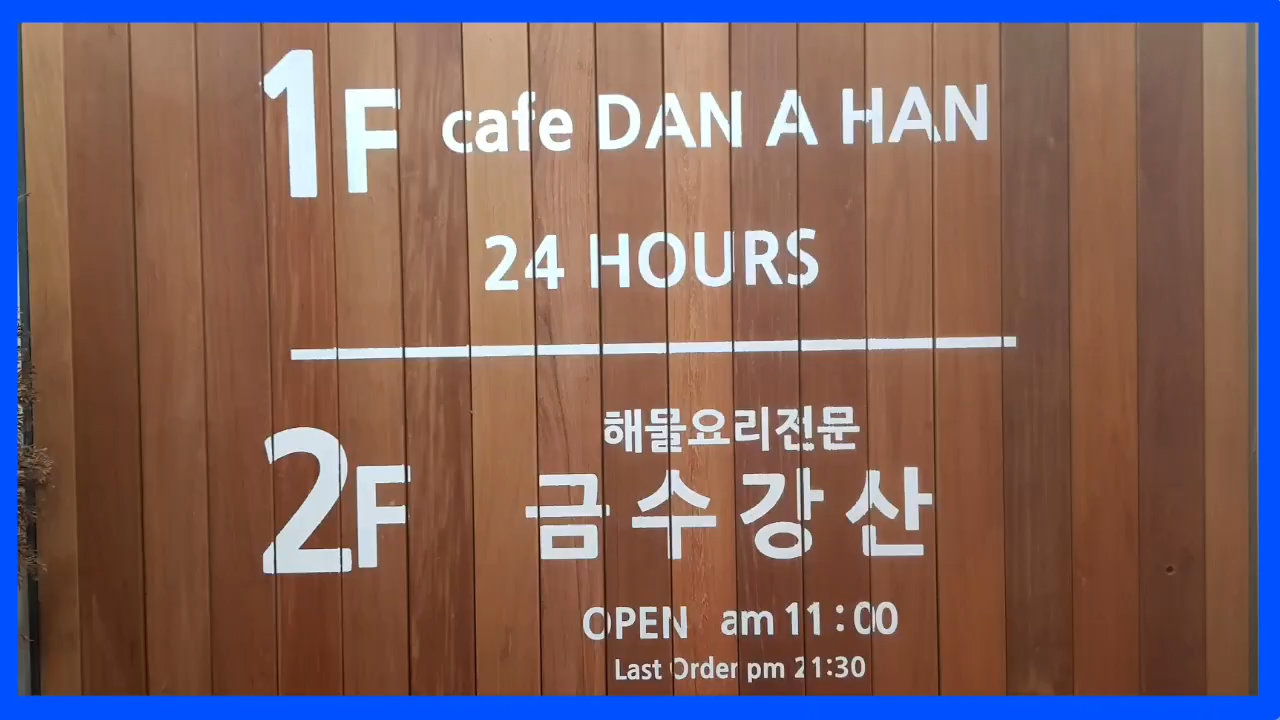 1F cafe DAN A HAN
24 HOURS
해물요리전문
2F 금수강산
OPEN am 11:00
Last Order pm 21:30